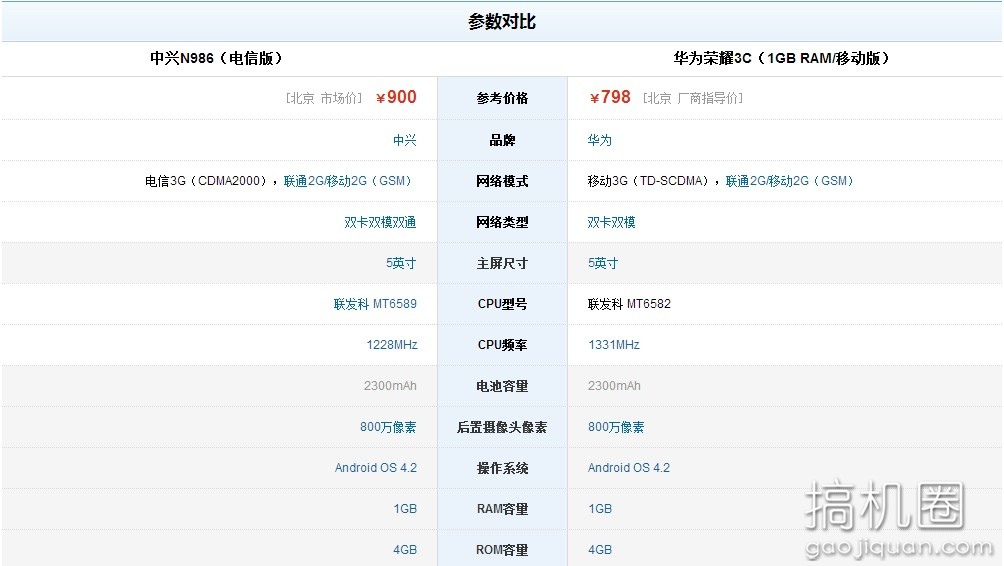 参数对比
中兴N986（电信版） 华为荣耀3C（1GB RAM/移动版）
[北京 市场价] ￥900 参考价格 ￥798 [北京 厂商指导价]
中兴 品牌 华为
电信3G（CDMA2000），联通2G/移动2G（GSM） 网络模式 移动3G（TD-SCDMA），联通2G/移动2G（GSM）
双卡双模双通 网络类型 双卡双模
5英寸 主屏尺寸 5英寸
联发科 MT6589 CPU型号 联发科 MT6582
1228MHz CPU频率 1331MHz
2300mAh 电池容量 2300mAh
800万像素 后置摄像头像素 800万像素
Android OS 4.2 操作系统 Android OS 4.2
1GB RAM容量 1GB
4GB ROM容量 4GB
搞机圈
gaojiquan.com